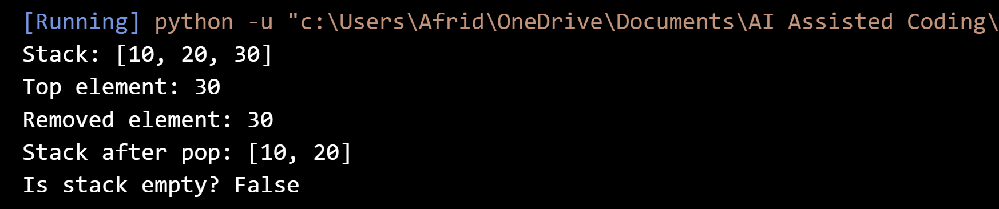 [Running] python -u "c:\Users\Afrid\OneDrive\Documents\AI Assisted Coding\
Stack: [10, 20, 30]
Top element: 30
Removed element: 30
Stack after pop: [10, 20]
Is stack empty? False